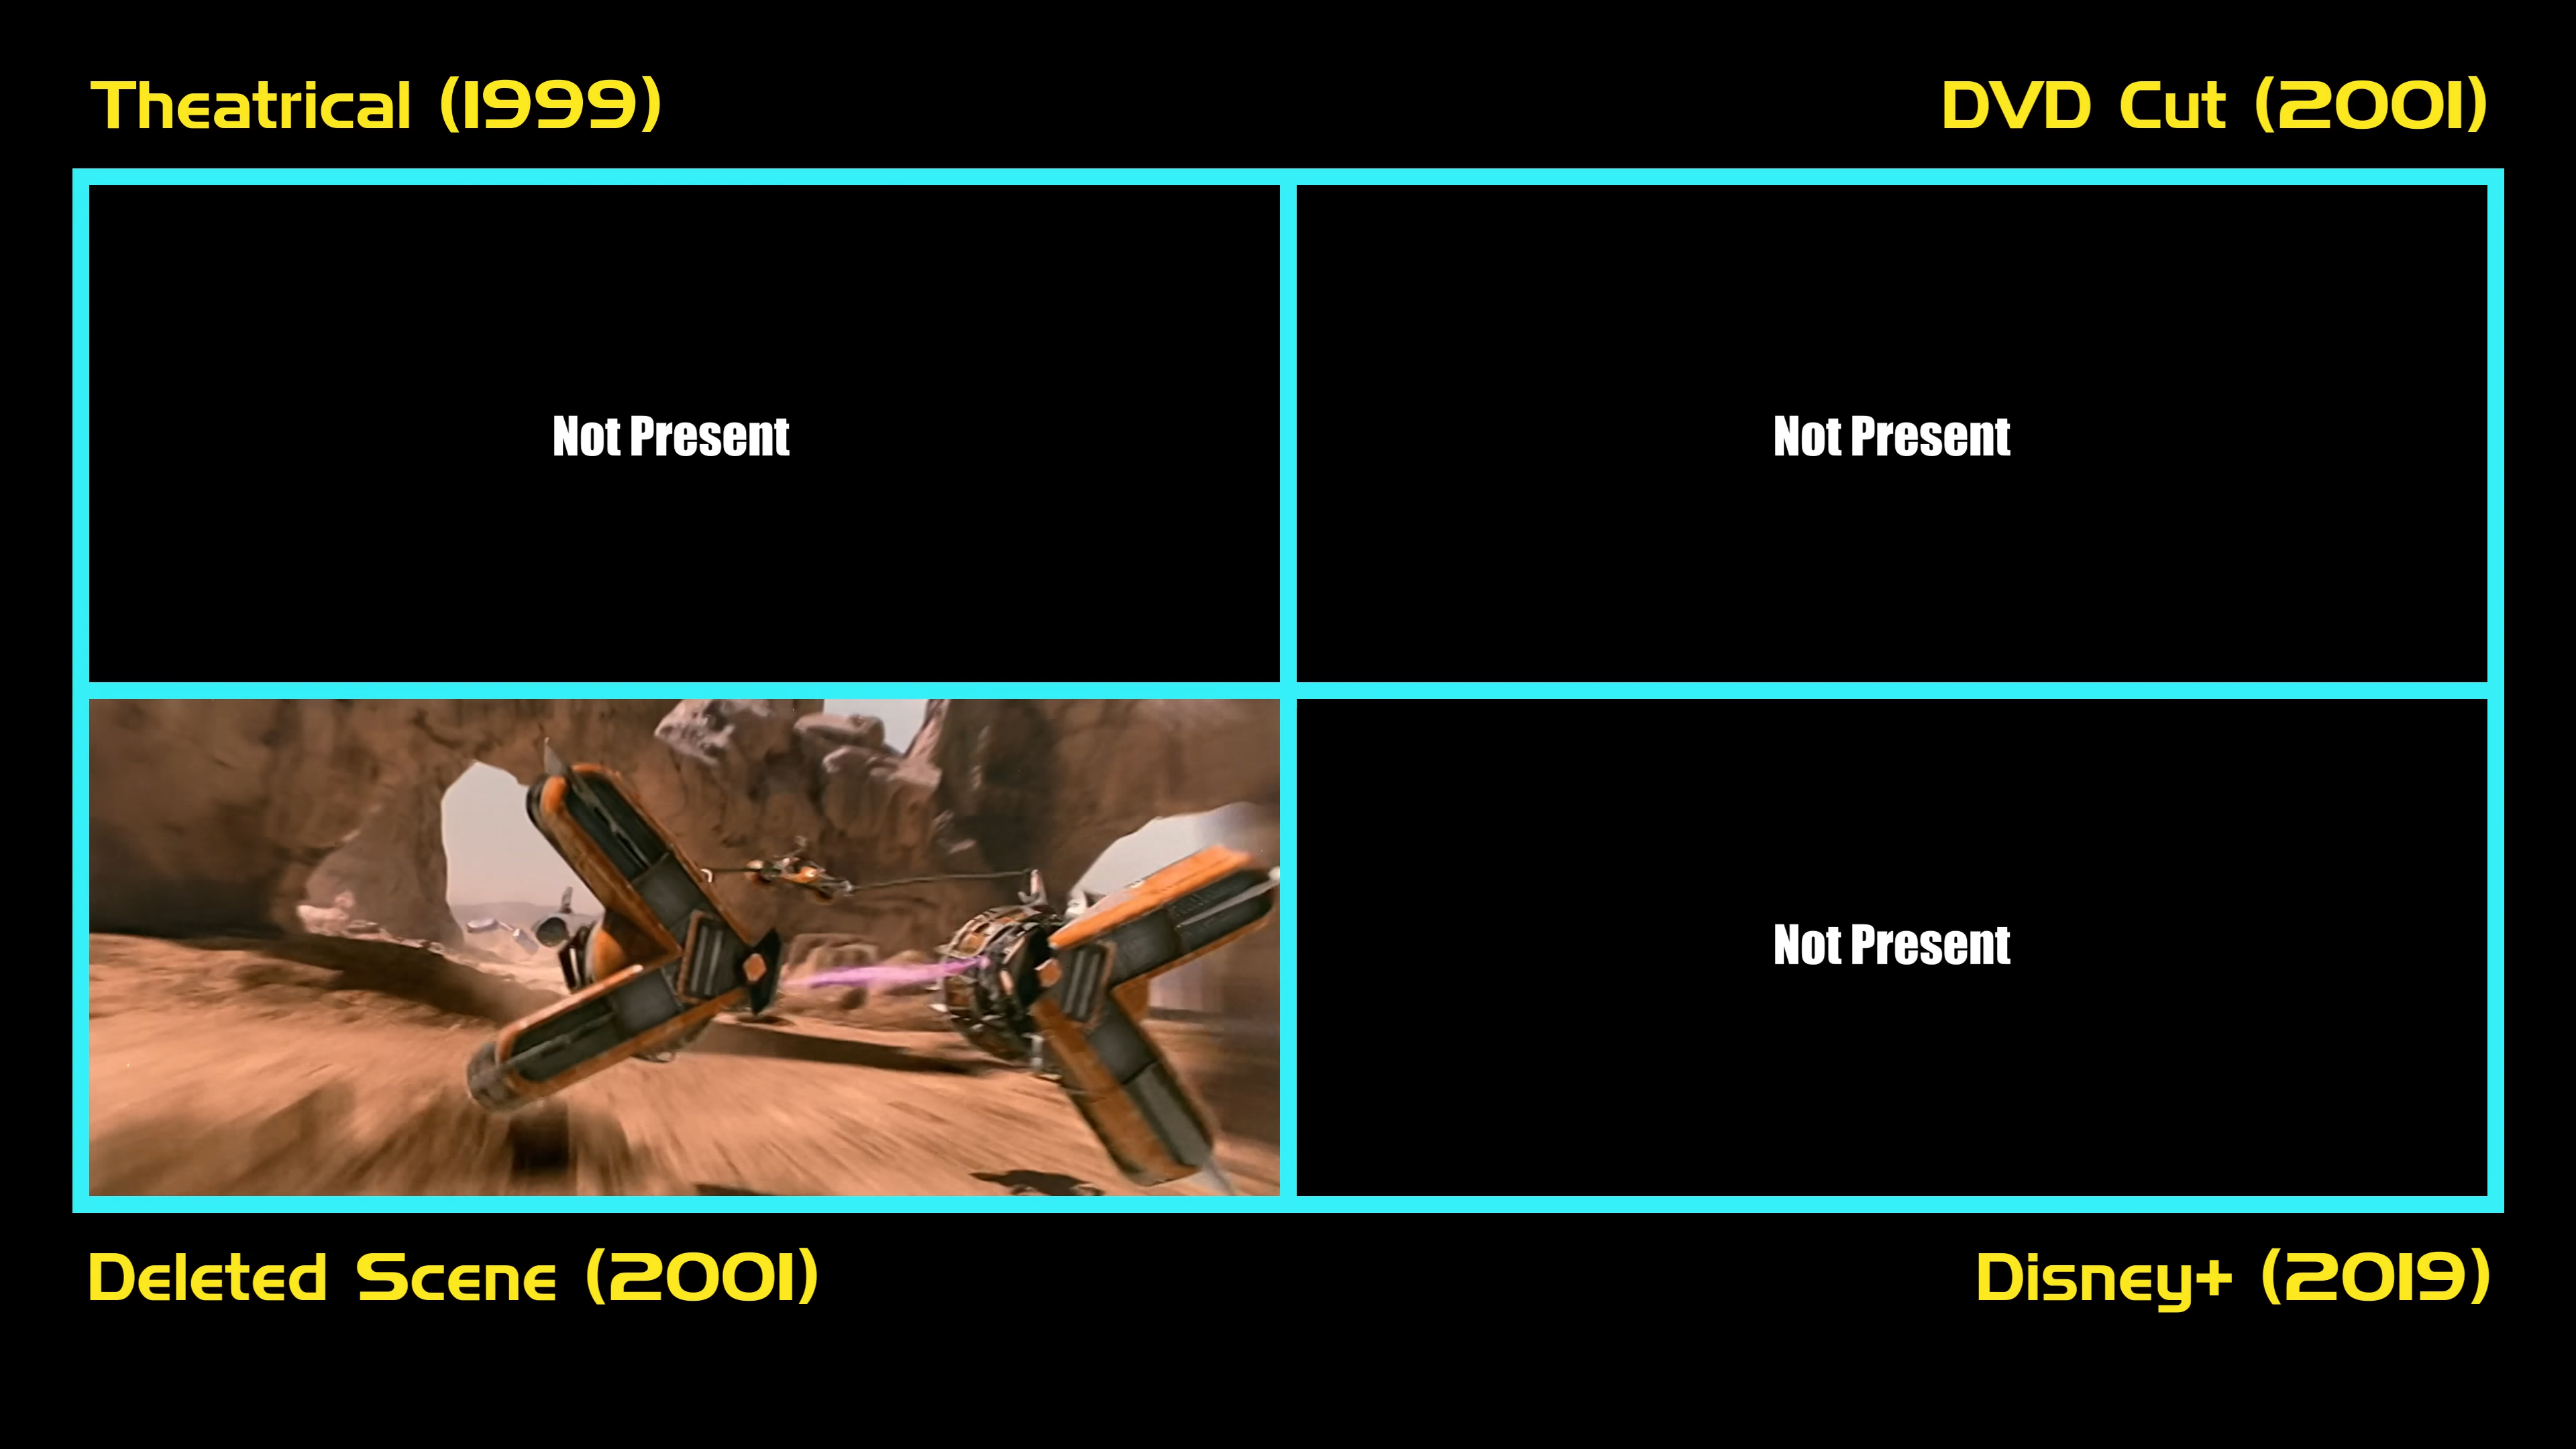 Theatrical (1999)
DVD Cut (2001)
Not Present
Not Present
Not Present
Deleted Scene (2001)
Disney+ (2019)